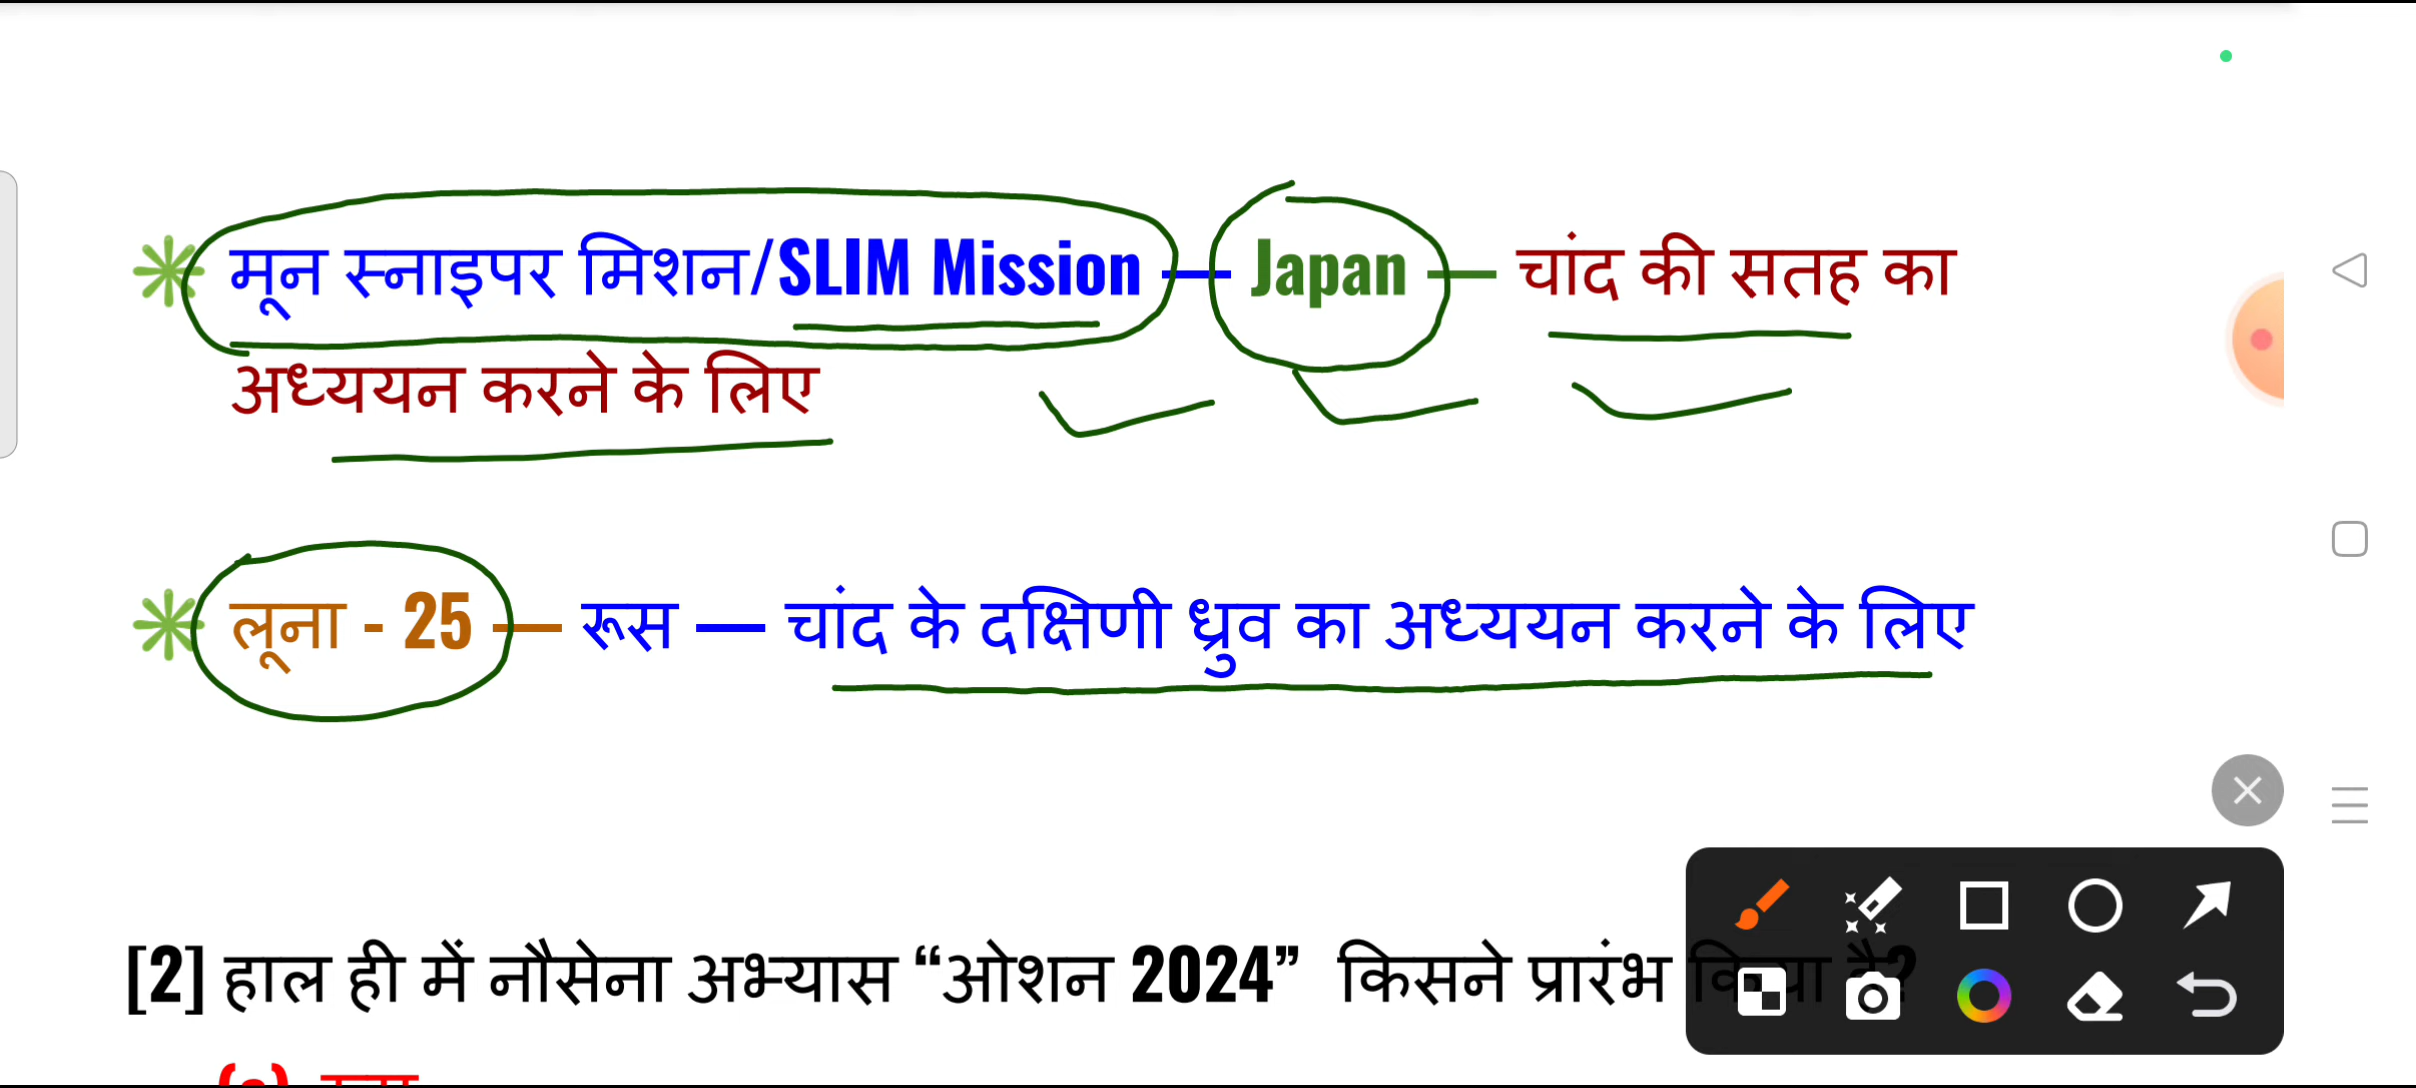 मून स्नाइपर मिशन/SLIM Mission — Japan — चांद की सतह का
अध्ययन करने के लिए
लूना - 25 — रूस — चांद के दक्षिणी ध्रुव का अध्ययन करने के लिए
[2] हाल ही में नौसेना अभ्यास “ओशन 2024” किसने प्रारंभ किया है?